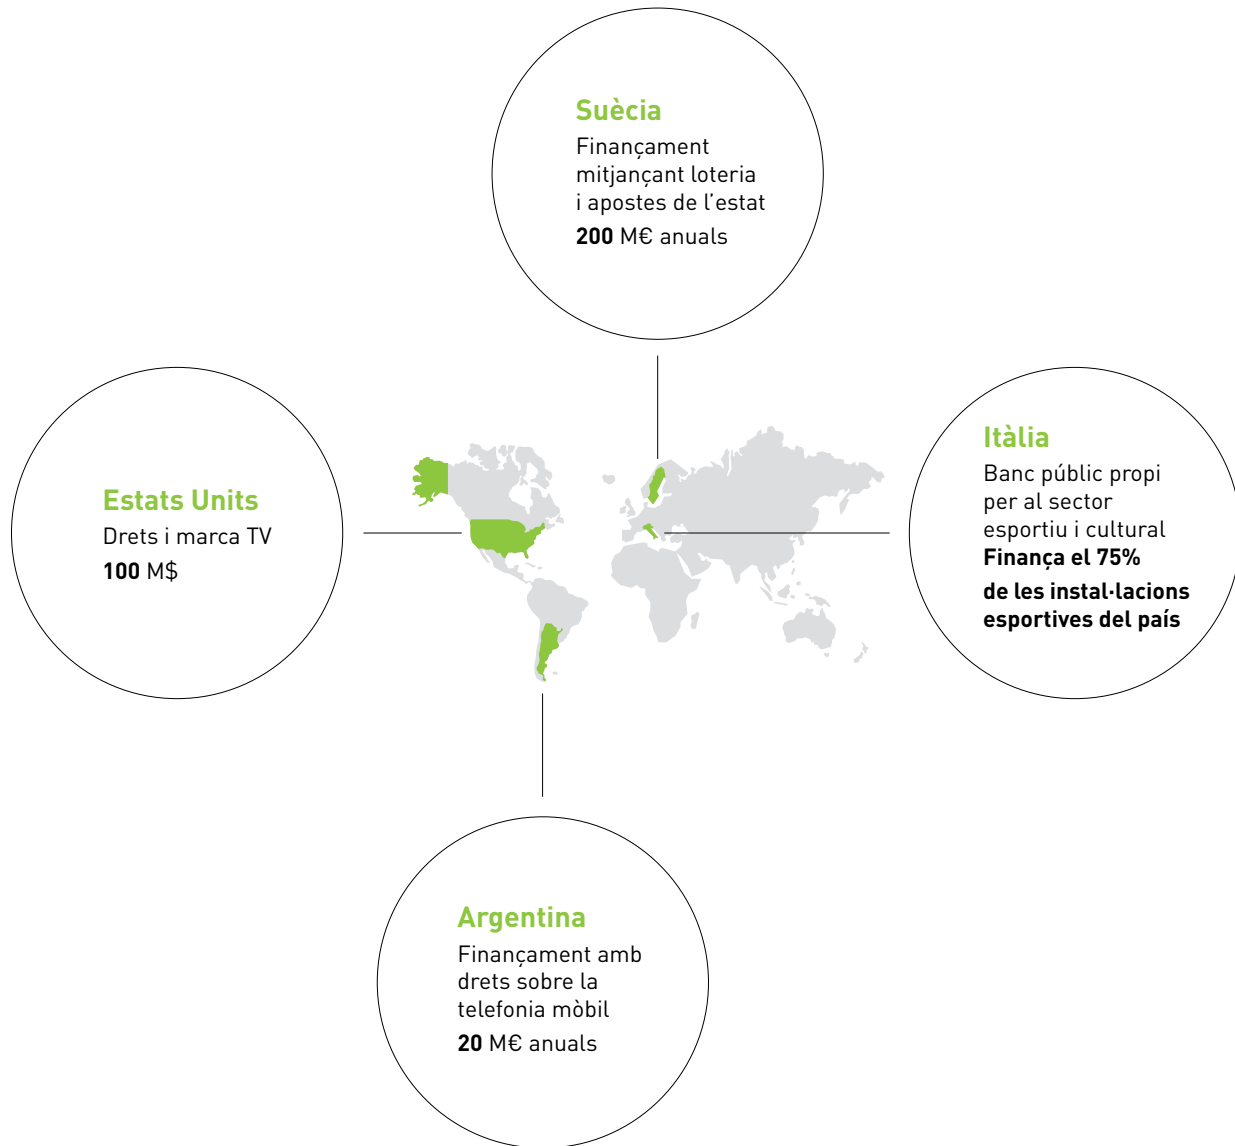 Suècia
Finançament
mitjançant loteria
i apostes de l’estat
200 M€ anuals
Estats Units
Drets i marca TV
100 M$
Itàlia
Banc públic propi
per al sector
esportiu i cultural
Finança el 75%
de les instal·lacions
esportives del país
Argentina
Finançament amb
drets sobre la
telefonia mòbil
20 M€ anuals